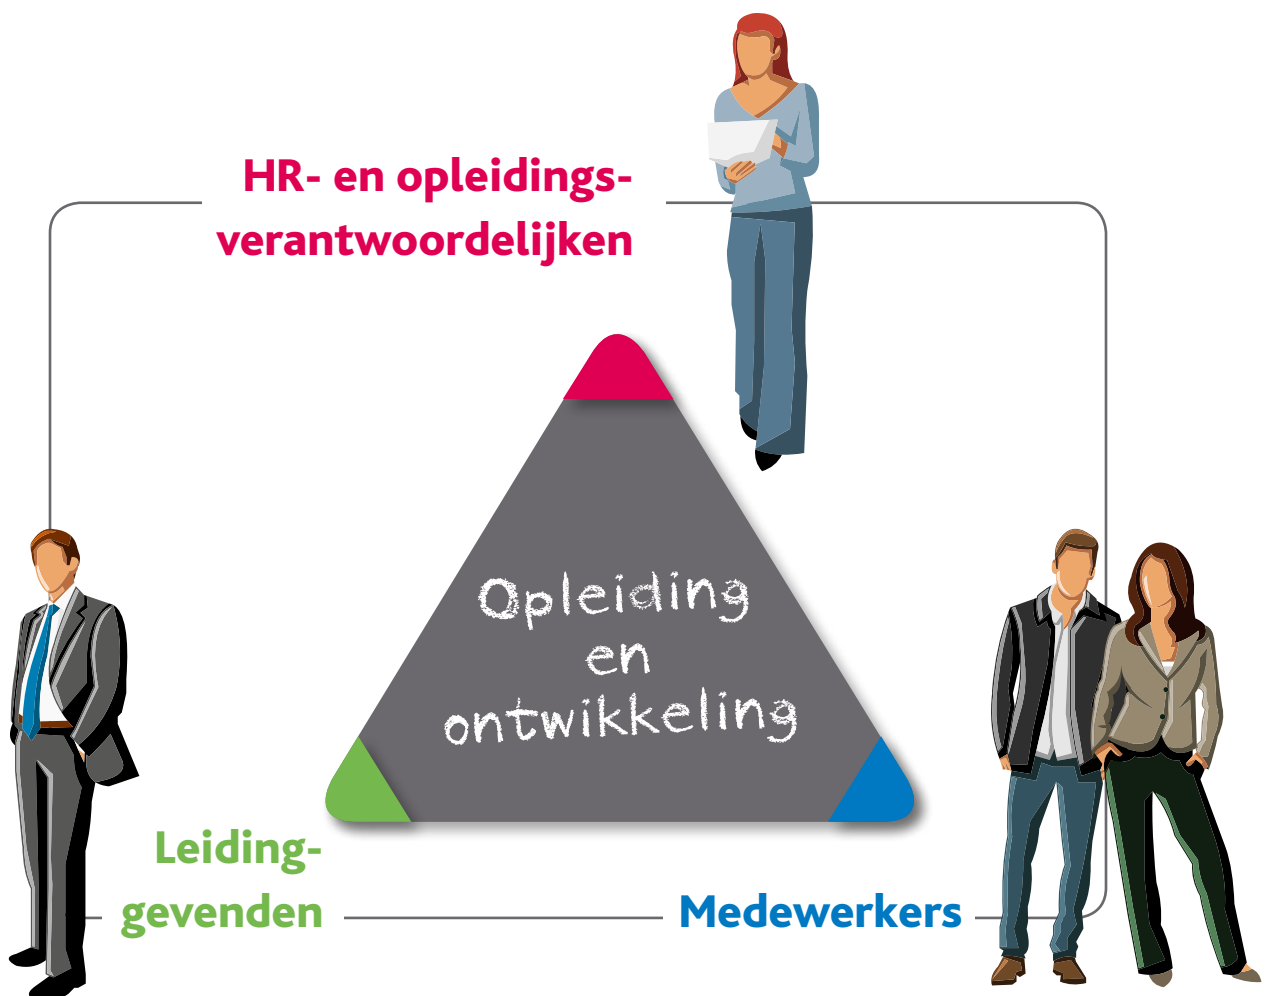 HR- en opleidings-
verantwoordelijken
Opleiding
en
ontwikkeling
Leiding-
gevenden
Medewerkers